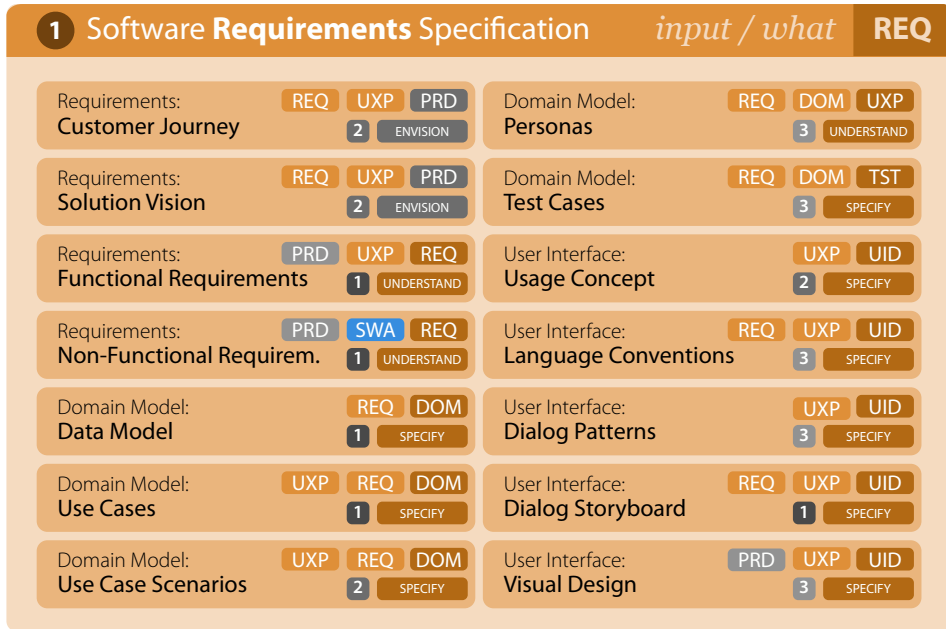 1 Software Requirements Specification input / what REQ
Requirements: REQ UXP PRD
Customer Journey 2 ENVISION
Requirements: REQ UXP PRD
Solution Vision 2 ENVISION
Requirements: PRD UXP REQ
Functional Requirements 1 UNDERSTAND
Requirements: PRD SWA REQ
Non-Functional Requirem. 1 UNDERSTAND
Domain Model: REQ DOM
Data Model 1 SPECIFY
Domain Model: UXP REQ DOM
Use Cases 1 SPECIFY
Domain Model: UXP REQ DOM
Use Case Scenarios 2 SPECIFY
Domain Model: REQ DOM UXP
Personas 3 UNDERSTAND
Domain Model: REQ DOM TST
Test Cases 3 SPECIFY
User Interface: UXP UID
Usage Concept 2 SPECIFY
User Interface: REQ UXP UID
Language Conventions 3 SPECIFY
User Interface: UXP UID
Dialog Patterns 3 SPECIFY
User Interface: REQ UXP UID
Dialog Storyboard 1 SPECIFY
User Interface: PRD UXP UID
Visual Design 3 SPECIFY